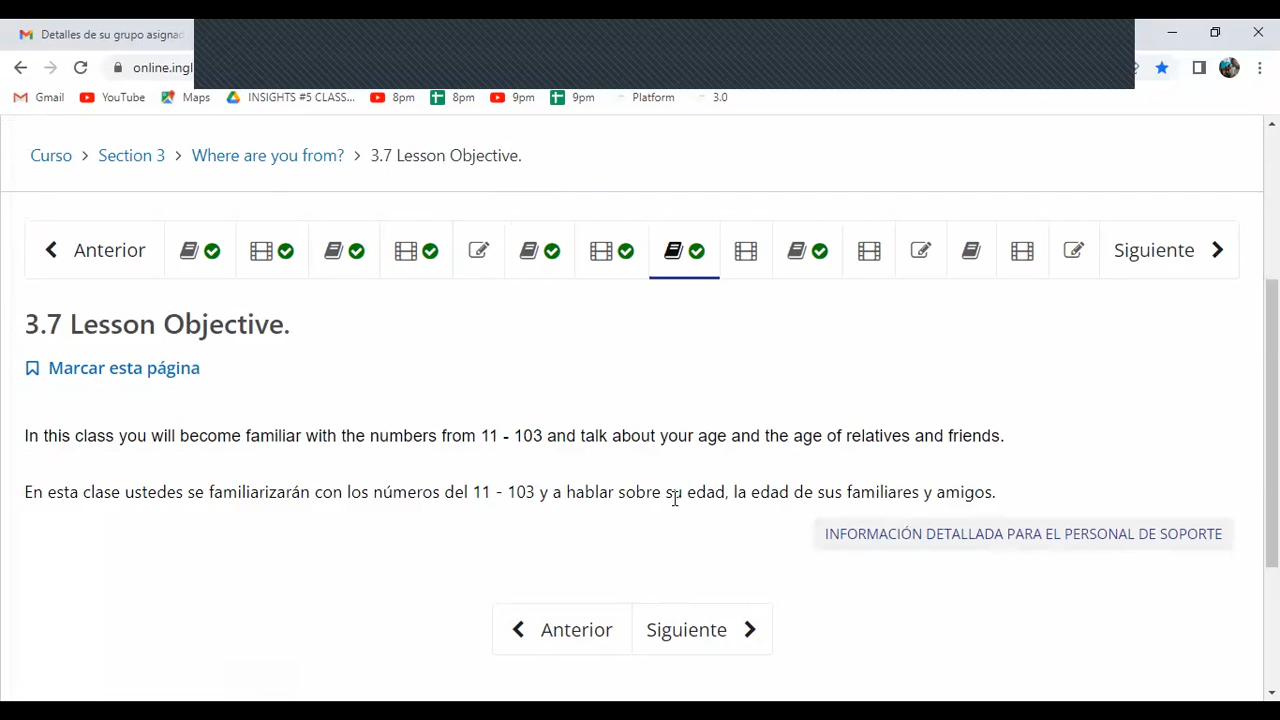 Detalles de su grupo asignad
online.ingl
Gmail YouTube Maps INSIGHTS #5 CLASS... 8pm 8pm 9pm 9pm Platform 3.0
Curso > Section 3 > Where are you from? > 3.7 Lesson Objective.
Anterior Siguiente
3.7 Lesson Objective.
Marcar esta página
In this class you will become familiar with the numbers from 11 - 103 and talk about your age and the age of relatives and friends.
En esta clase ustedes se familiarizarán con los números del 11 - 103 y a hablar sobre su edad, la edad de sus familiares y amigos.
INFORMACIÓN DETALLADA PARA EL PERSONAL DE SOPORTE
Anterior Siguiente